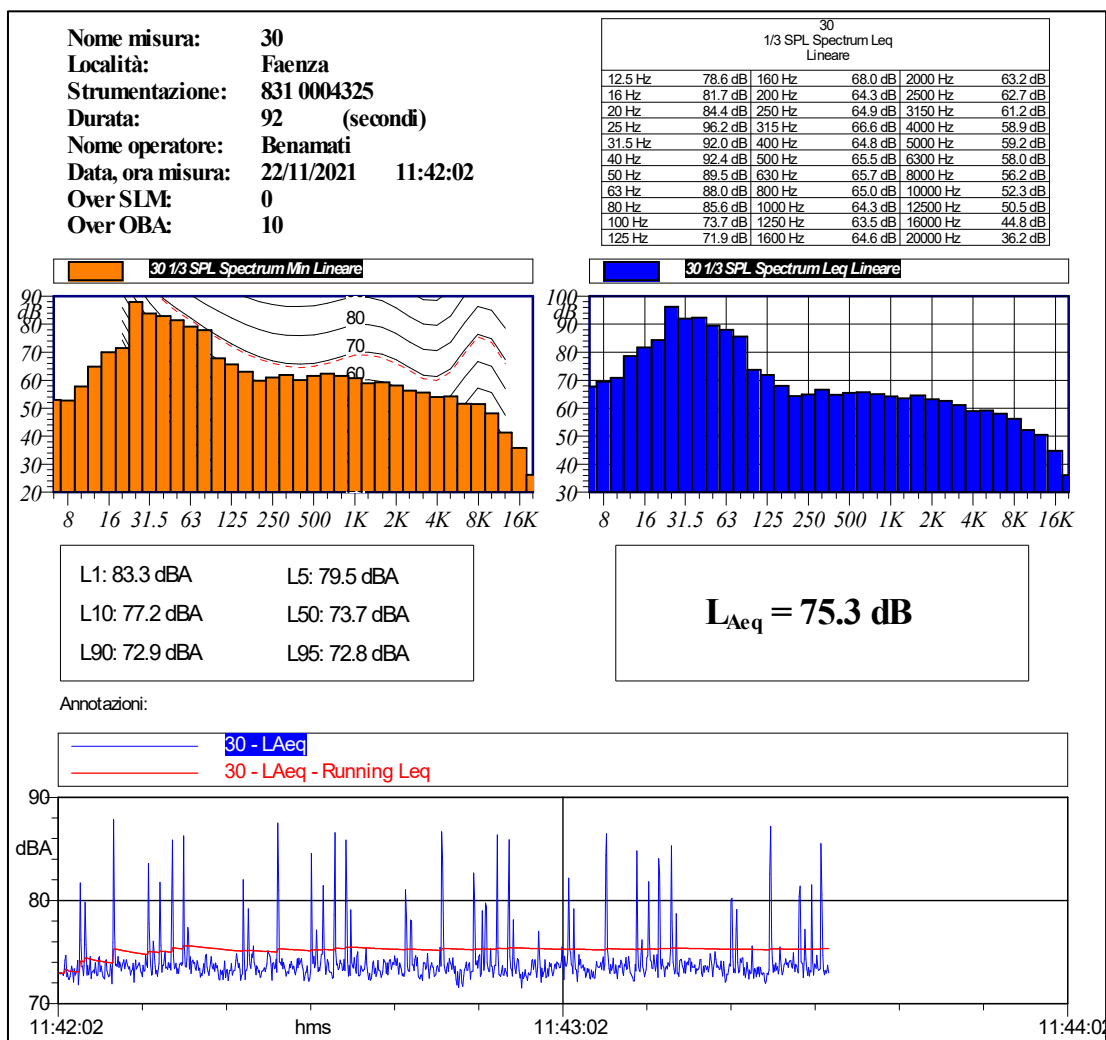 Nome misura: 30
Località: Faenza
Strumentazione: 831 0004325
Durata: 92 (secondi)
Nome operatore: Benamati
Data, ora misura: 22/11/2021 11:42:02
Over SLM: 0
Over OBA: 10
30
1/3 SPL Spectrum Leq
Lineare
12.5 Hz 78.6 dB 160 Hz 68.0 dB 2000 Hz 63.2 dB
16 Hz 81.7 dB 200 Hz 64.3 dB 2500 Hz 62.7 dB
20 Hz 84.4 dB 250 Hz 64.9 dB 3150 Hz 61.2 dB
25 Hz 96.2 dB 315 Hz 66.6 dB 4000 Hz 58.9 dB
31.5 Hz 92.0 dB 400 Hz 64.8 dB 5000 Hz 59.2 dB
40 Hz 92.4 dB 500 Hz 65.5 dB 6300 Hz 58.0 dB
50 Hz 89.5 dB 630 Hz 65.7 dB 8000 Hz 56.2 dB
63 Hz 88.0 dB 800 Hz 65.0 dB 10000 Hz 52.3 dB
80 Hz 85.6 dB 1000 Hz 64.3 dB 12500 Hz 50.5 dB
100 Hz 73.7 dB 1250 Hz 63.5 dB 16000 Hz 44.8 dB
125 Hz 71.9 dB 1600 Hz 64.6 dB 20000 Hz 36.2 dB
30 1/3 SPL Spectrum Min Lineare
90
dB
80
70
60
50
40
30
20
80
70
60
8 16 31.5 63 125 250 500 1K 2K 4K 8K 16K
30 1/3 SPL Spectrum Leq Lineare
100
dB
90
80
70
60
50
40
30
8 16 31.5 63 125 250 500 1K 2K 4K 8K 16K
L1: 83.3 dBA L5: 79.5 dBA
L10: 77.2 dBA L50: 73.7 dBA
L90: 72.9 dBA L95: 72.8 dBA
LAeq = 75.3 dB
Annotazioni:
30 - LAeq
30 - LAeq - Running Leq
90
dBA
80
70
11:42:02 hms 11:43:02 11:44:02